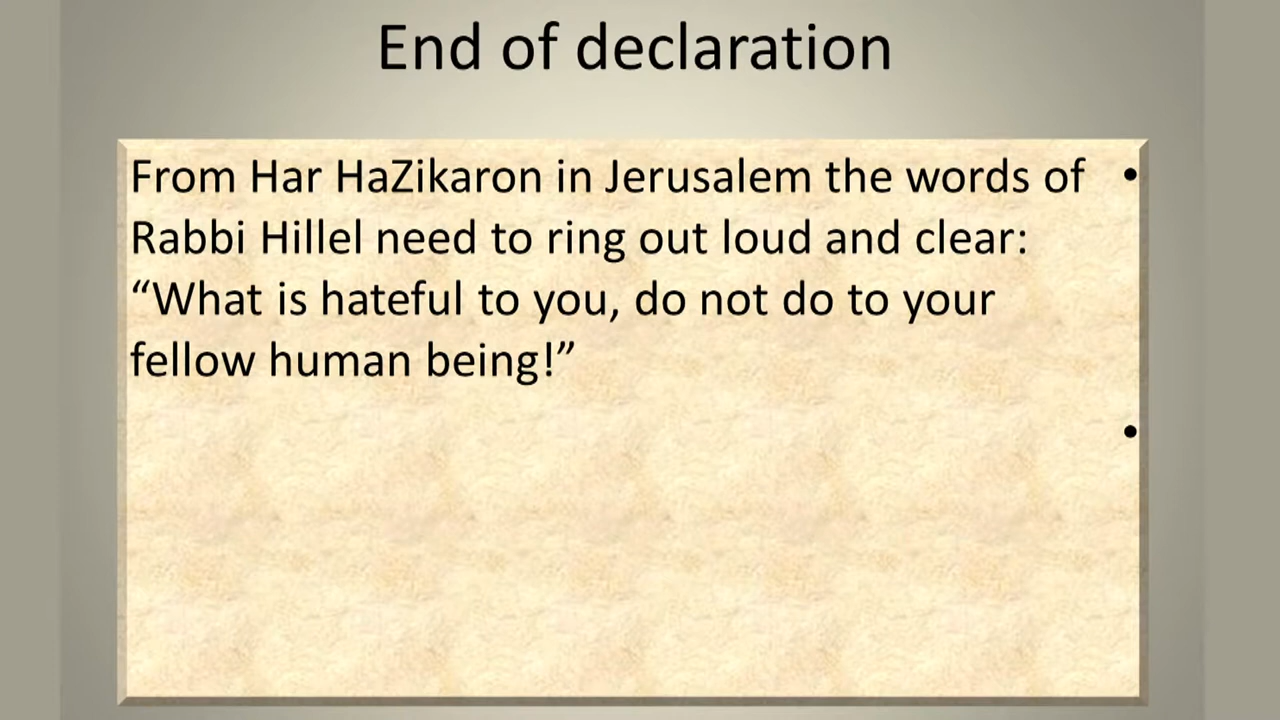 End of declaration
From Har HaZikaron in Jerusalem the words of •
Rabbi Hillel need to ring out loud and clear:
“What is hateful to you, do not do to your
fellow human being!”
•